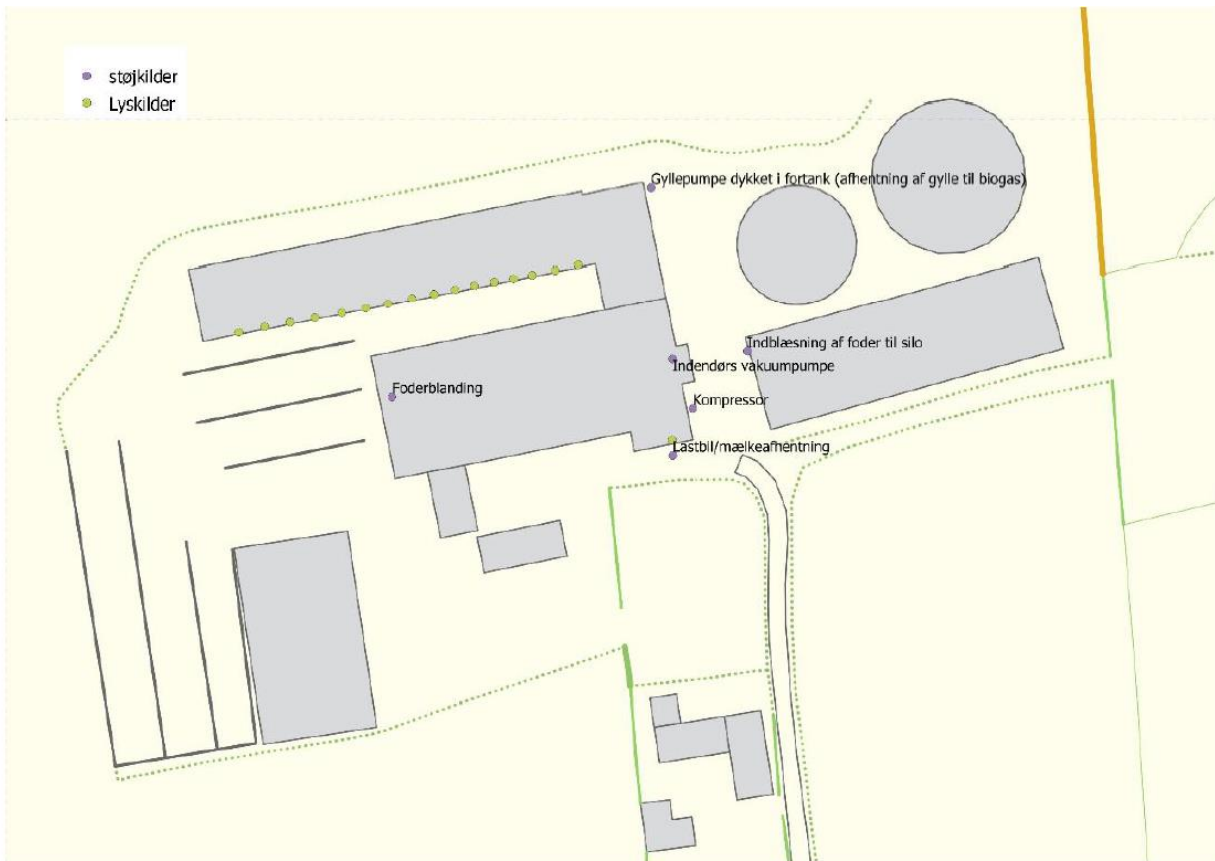 støjkilder
Lyskilder
Gyllepumpe dykket i fortank (afhentning af gylle til biogas)
Indblæsning af foder til silo
Indendørs vakuumpumpe
Foderblanding
Kompressor
Lastbil/mælkeafhentning